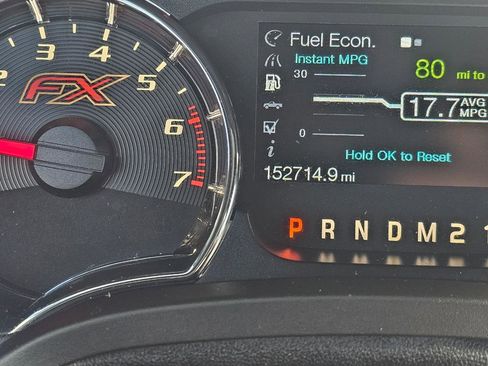 2 3 4 5 6 7
FX
Fuel Econ.
Instant MPG
30
0
80 mi to
17.7 AVG MPG
Hold OK to Reset
152714.9 mi
P R N D M 2 1